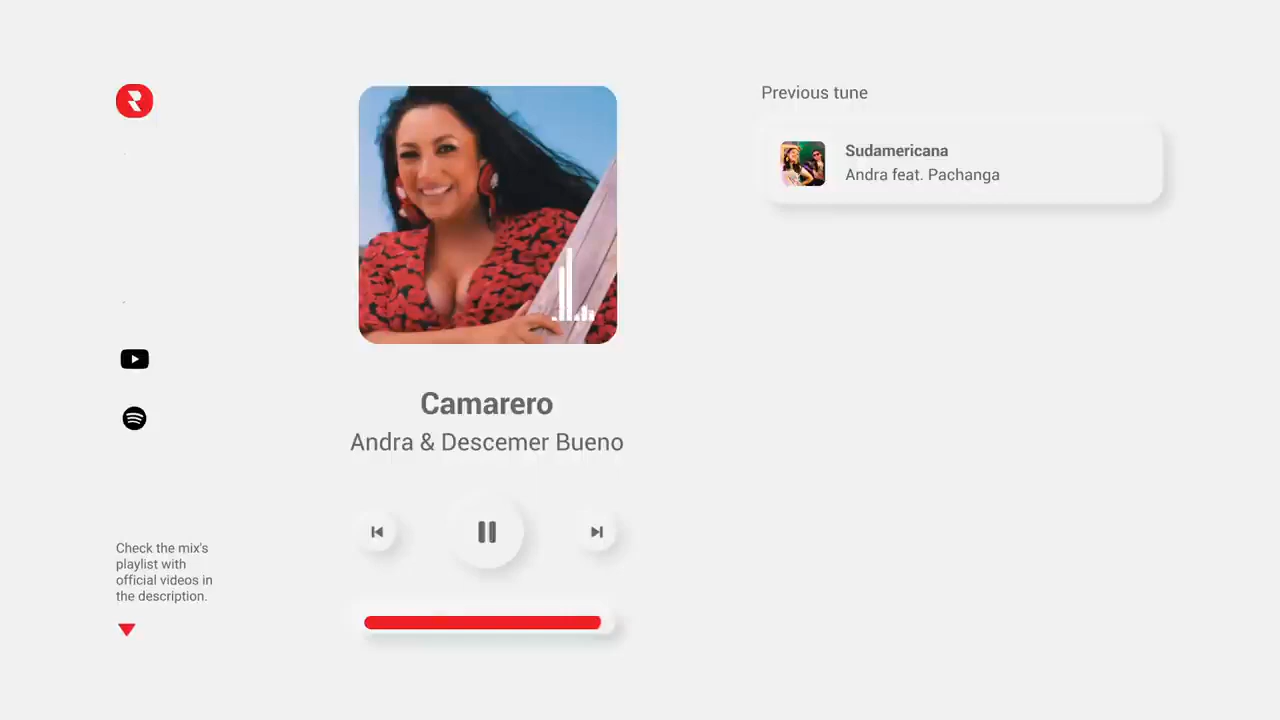 Previous tune
Sudamericana
Andra feat. Pachanga
Camarero
Andra & Descemer Bueno
Check the mix's
playlist with
official videos in
the description.